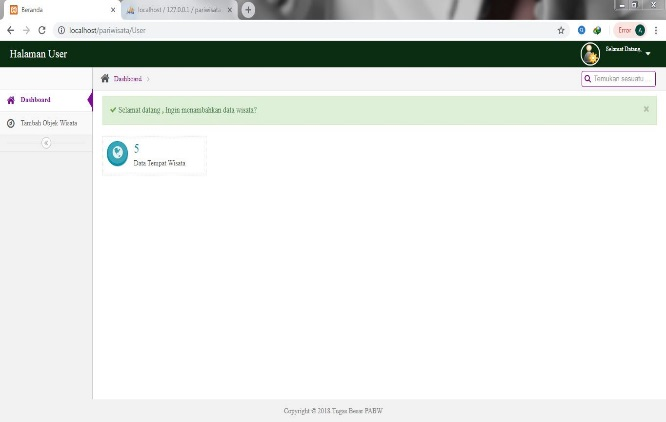 Beranda
localhost / 127.0.0.1 / pariwisata
localhost/pariwisata/User
Error
A
Halaman User
Selamat Datang,
Dashboard
Temukan sesuatu ...
Dashboard
Tambah Objek Wisata
Selamat datang , Ingin menambahkan data wisata?
5
Data Tempat Wisata
Copyright © 2018 Tugas Besar PABW